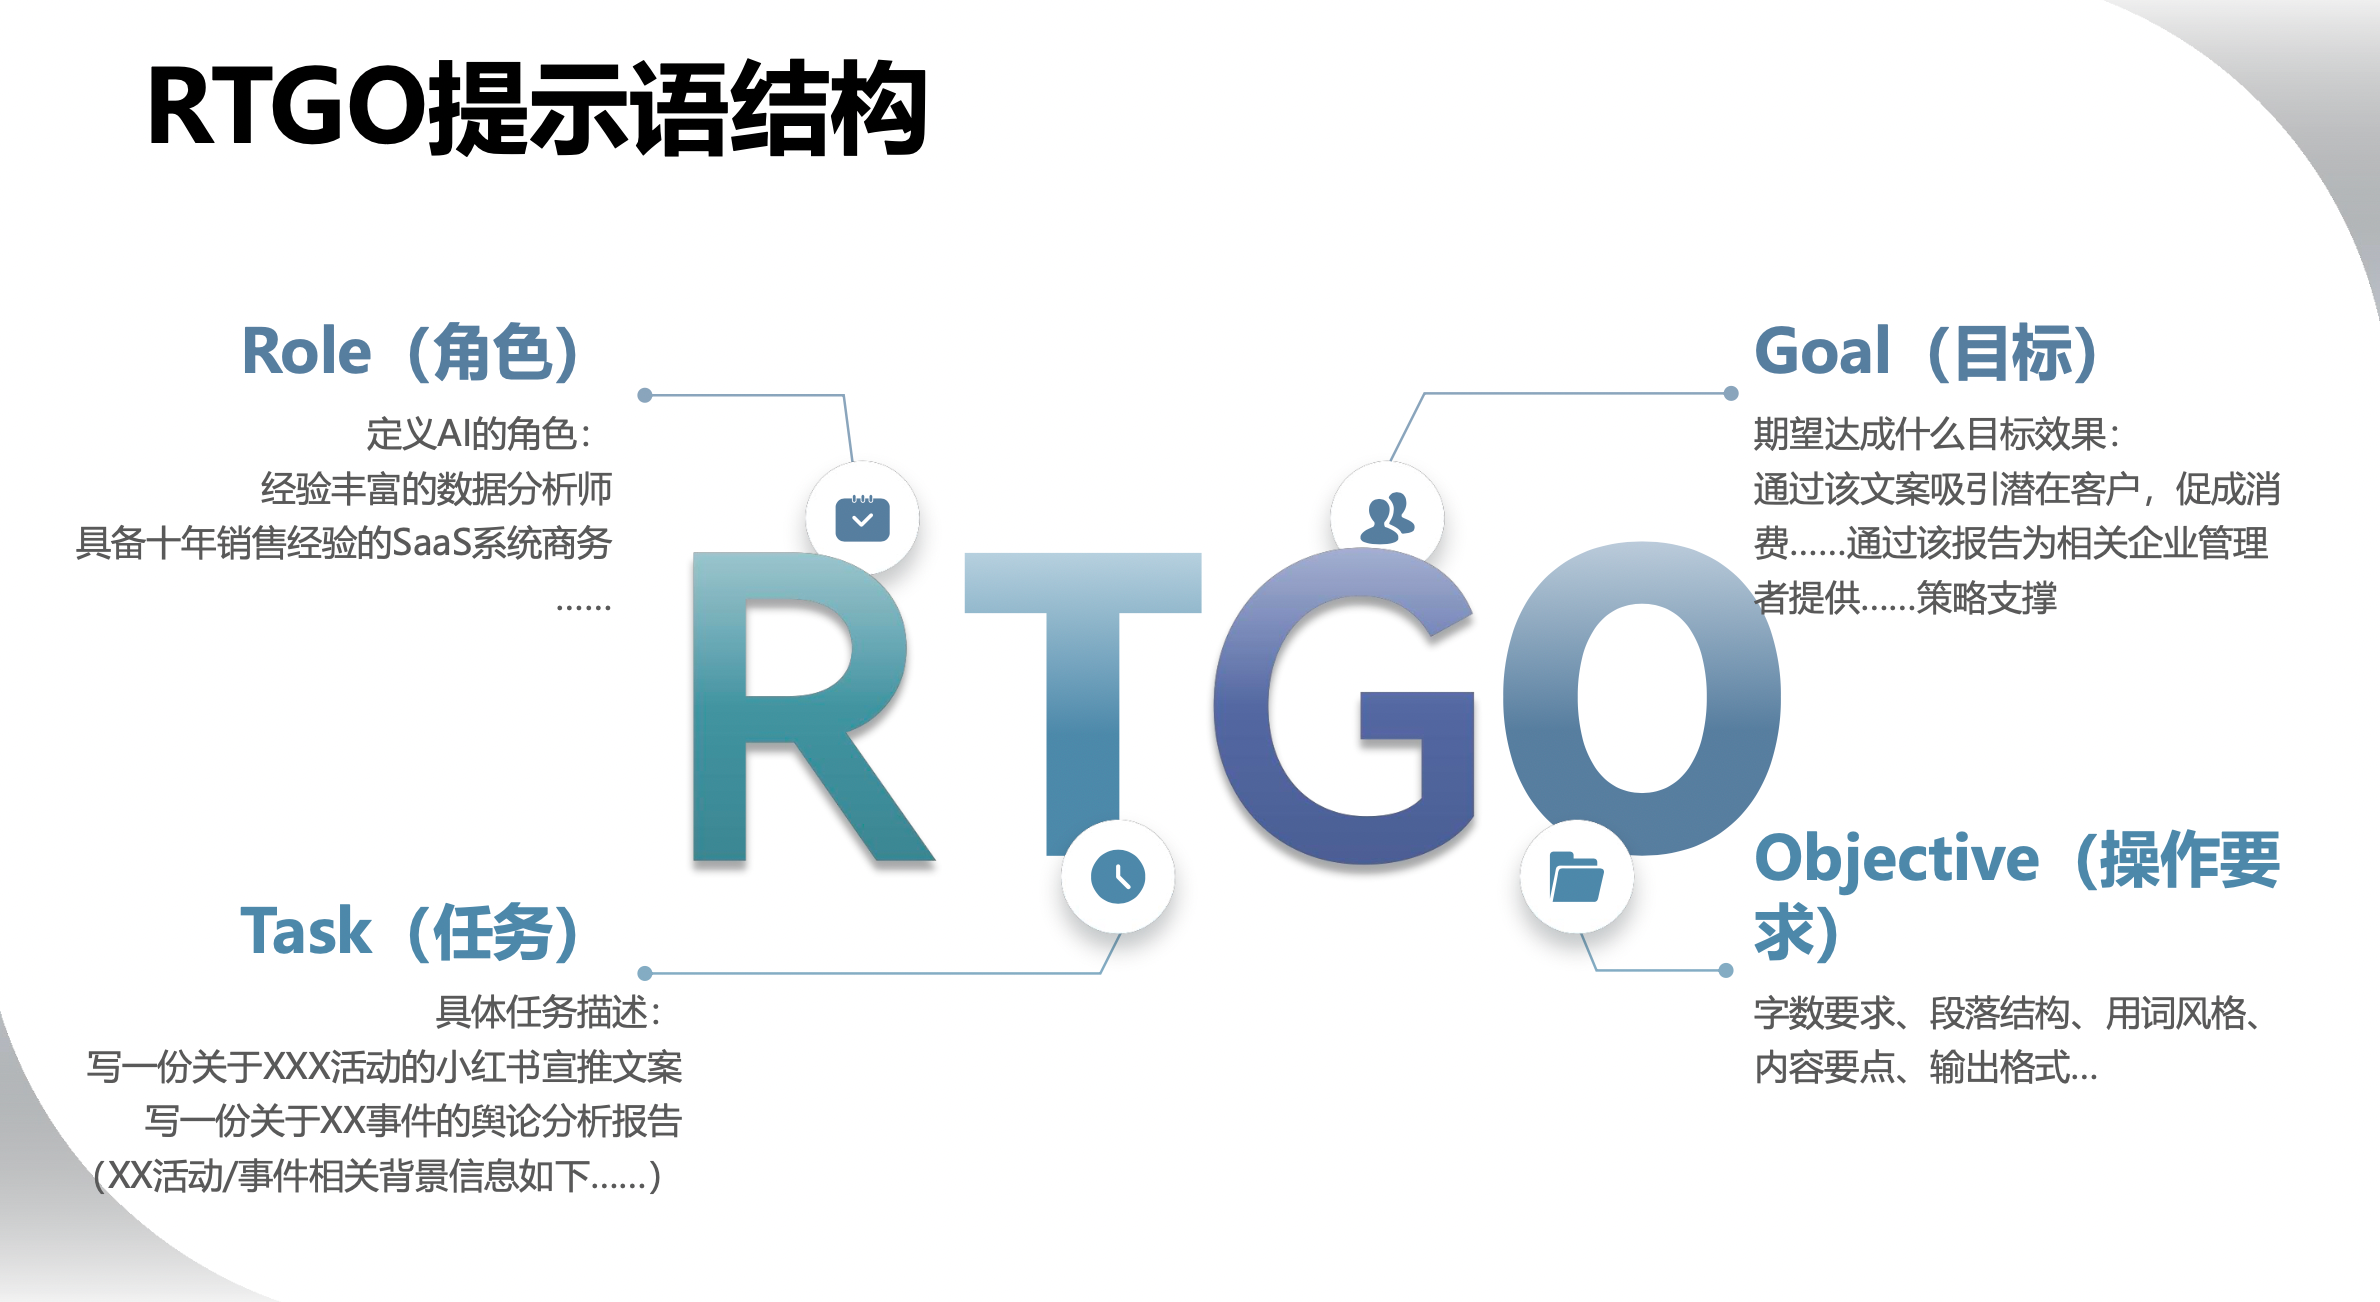 RTGO提示语结构
Role（角色）
定义AI的角色：
经验丰富的数据分析师
具备十年销售经验的SaaS系统商务
……
Goal（目标）
期望达成什么目标效果：
通过该文案吸引潜在客户，促成消
费……通过该报告为相关企业管理
者提供……策略支撑
RTGO
Task（任务）
具体任务描述：
写一份关于XXX活动的小红书宣推文案
写一份关于XX事件的舆论分析报告
（XX活动/事件相关背景信息如下……）
Objective（操作要
求）
字数要求、段落结构、用词风格、
内容要点、输出格式...